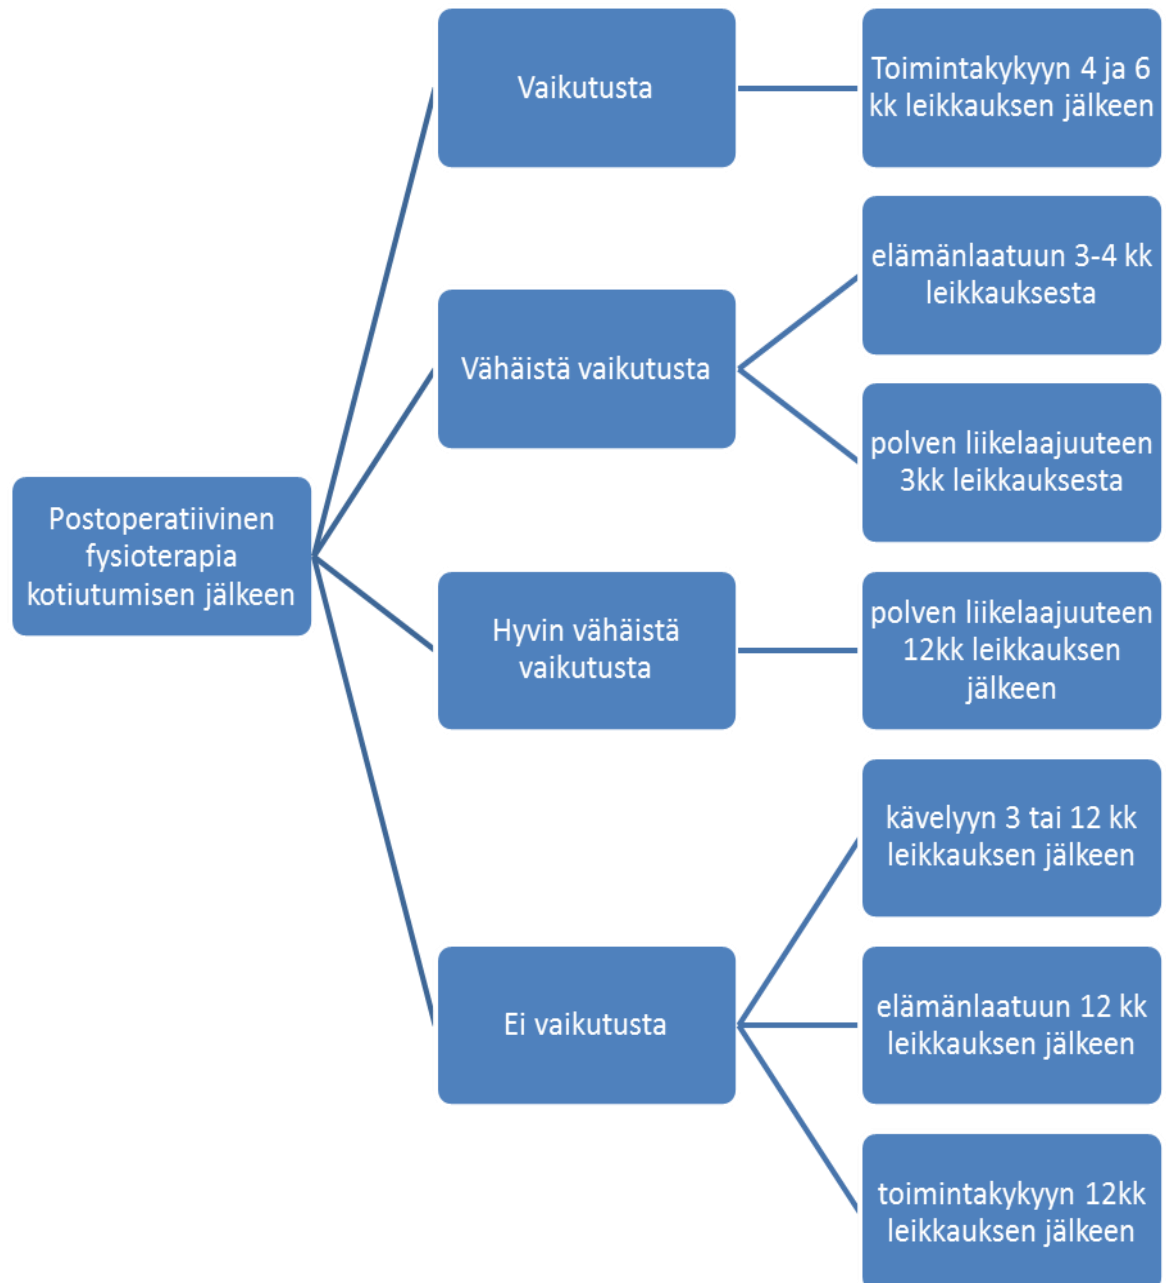 Postoperatiivinen
fysioterapia
kotiutumisen jälkeen
Vaikutusta
Toimintakykyyn 4 ja 6
kk leikkauksen jälkeen
Vähäistä vaikutusta
elämänlaatuun 3-4 kk
leikkauksesta
polven liikelaajuuteen
3kk leikkauksesta
Hyvin vähäistä
vaikutusta
polven liikelaajuuteen
12kk leikkauksen
jälkeen
Ei vaikutusta
kävelyyn 3 tai 12 kk
leikkauksen jälkeen
elämänlaatuun 12 kk
leikkauksen jälkeen
toimintakykyyn 12kk
leikkauksen jälkeen